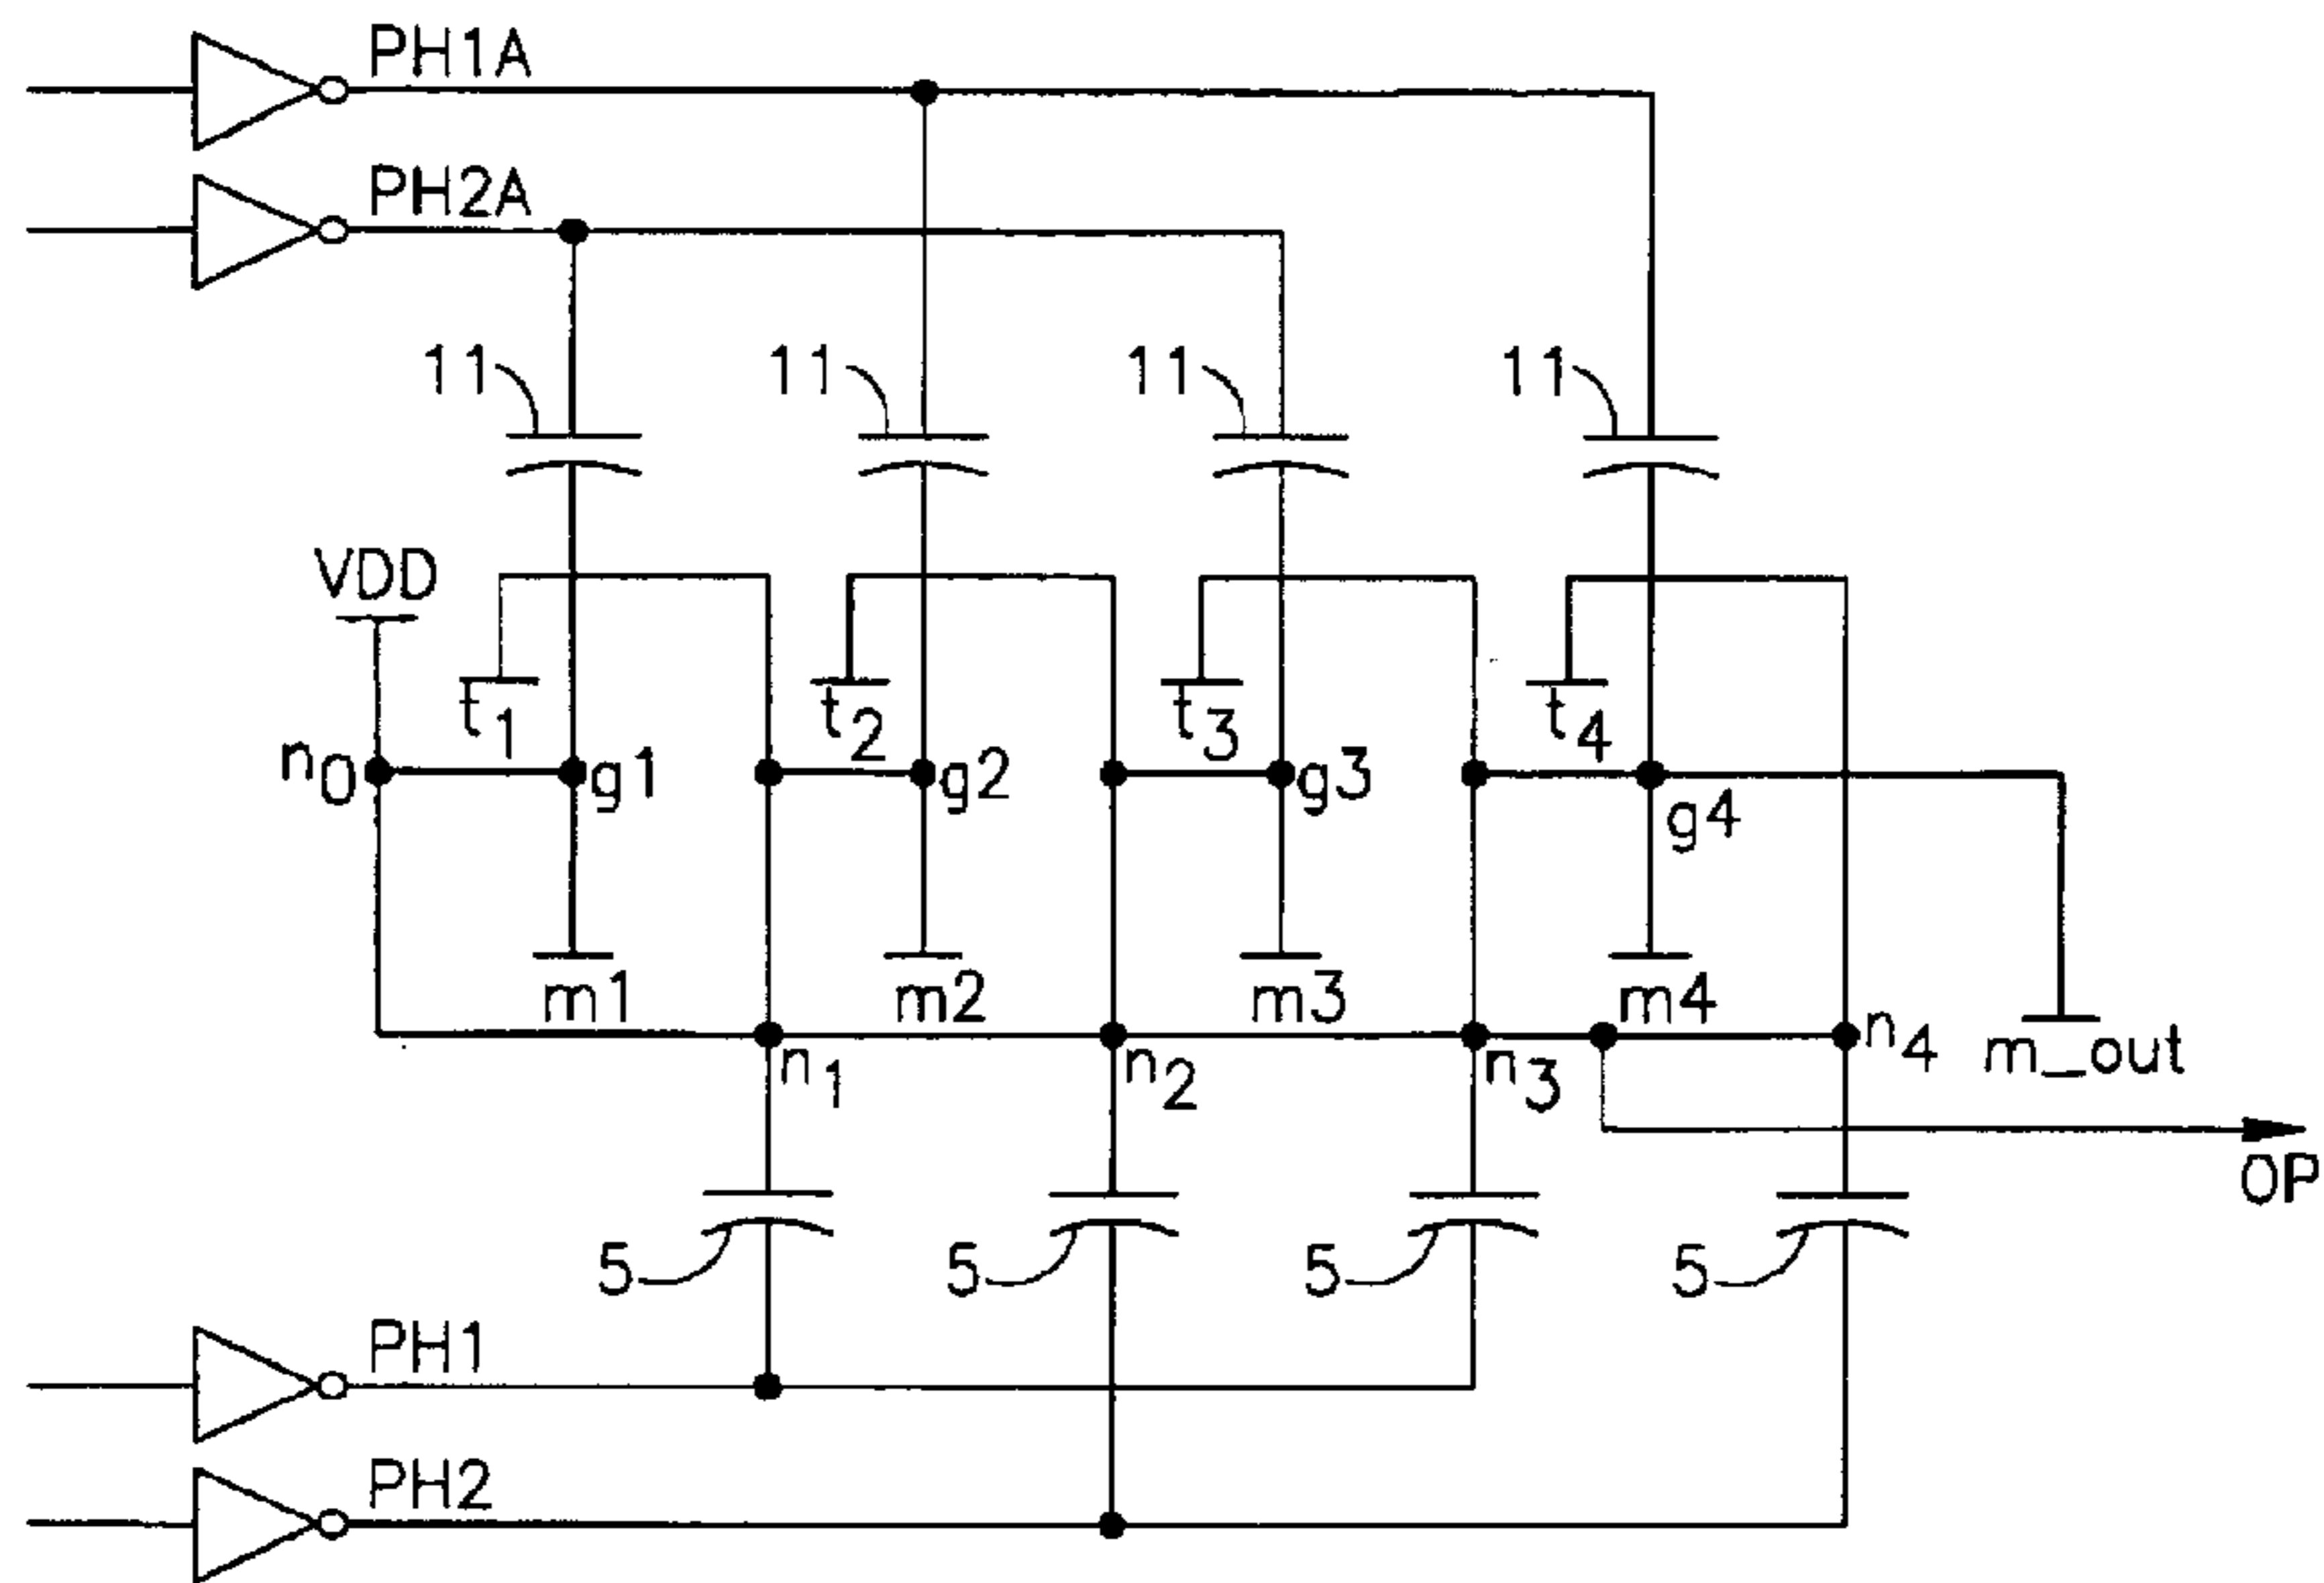 PH1A
PH2A
11 11 11 11
VDD
t1 t2 t3 t4
n0 g1 g2 g3
g4
m1 m2 m3 m4
n1 n2 n3 n4 m_out
OP
5 5 5 5
PH1
PH2